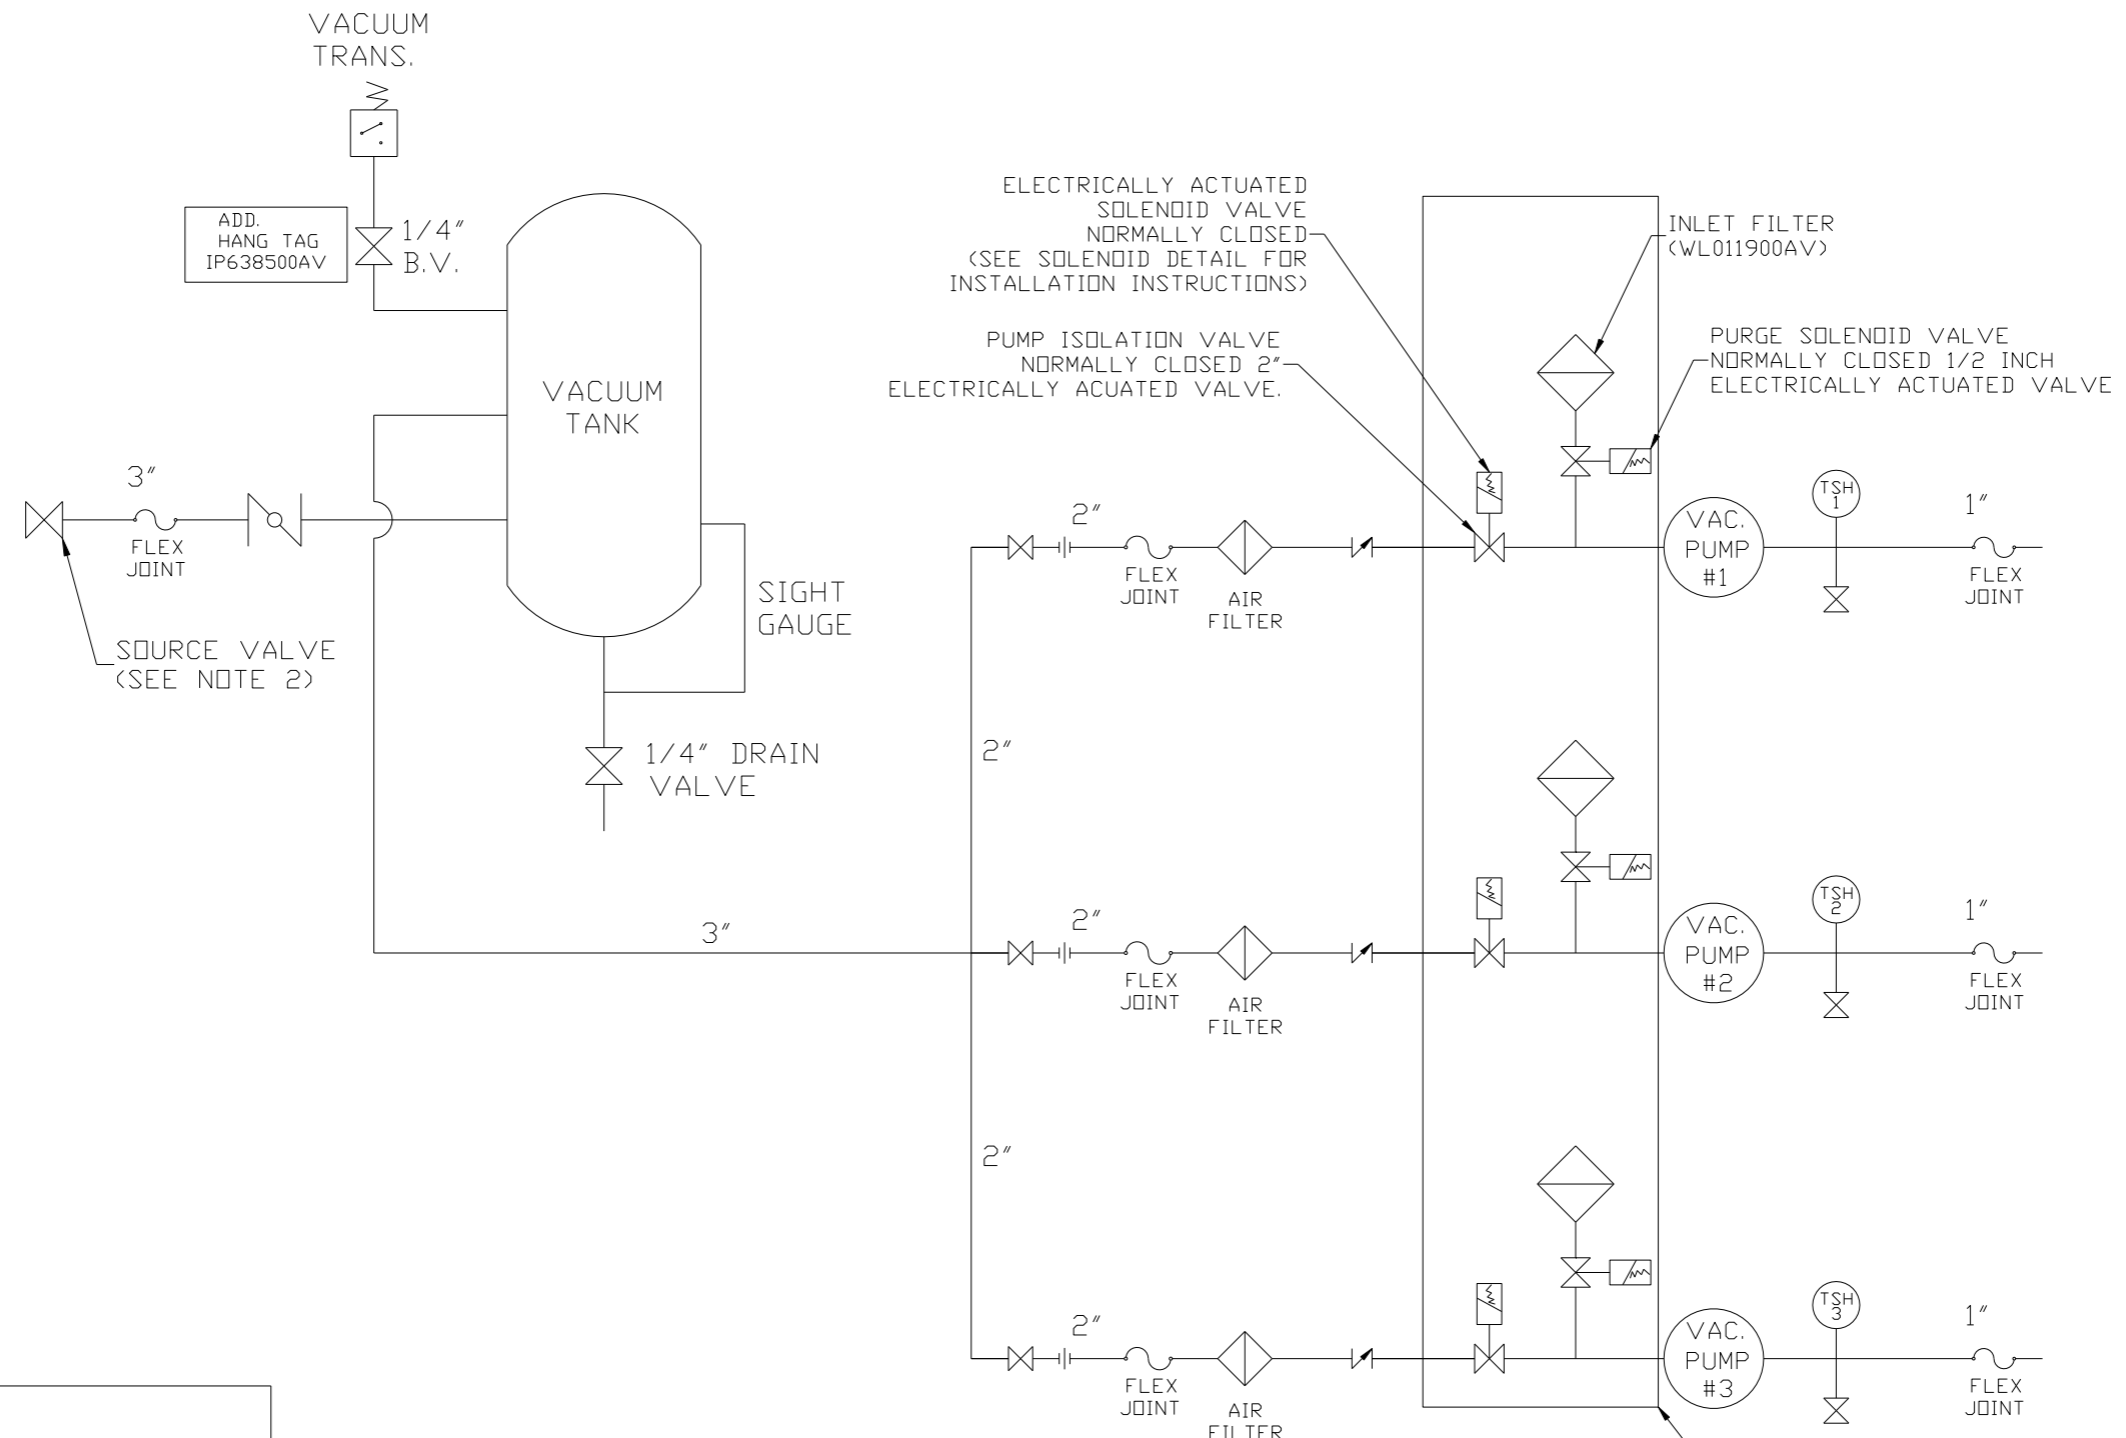 VACUUM
TRANS.
ADD.
HANG TAG
IP638500AV
1/4"
B.V.
VACUUM
TANK
3"
FLEX
JOINT
SOURCE VALVE
(SEE NOTE 2)
SIGHT
GAUGE
1/4" DRAIN
VALVE
3"
ELECTRICALLY ACTUATED
SOLENOID VALVE
NORMALLY CLOSED
(SEE SOLENOID DETAIL FOR
INSTALLATION INSTRUCTIONS)
PUMP ISOLATION VALVE
NORMALLY CLOSED 2"
ELECTRICALLY ACUATED VALVE.
INLET FILTER
(WL011900AV)
PURGE SOLENOID VALVE
NORMALLY CLOSED 1/2 INCH
ELECTRICALLY ACTUATED VALVE
2"
FLEX
JOINT
AIR
FILTER
VAC.
PUMP
#1
TSH
1
1"
FLEX
JOINT
2"
2"
FLEX
JOINT
AIR
FILTER
VAC.
PUMP
#2
TSH
2
1"
FLEX
JOINT
2"
2"
FLEX
JOINT
AIR
FILTER
VAC.
PUMP
#3
TSH
3
1"
FLEX
JOINT